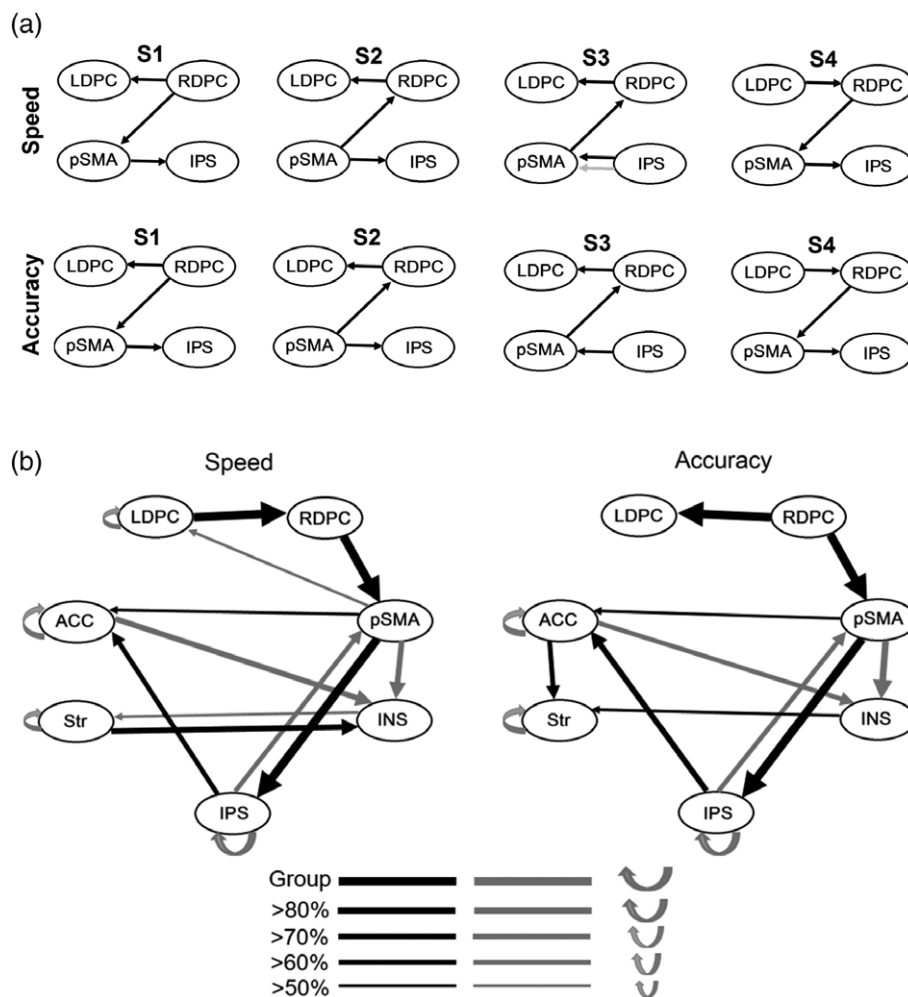 (a)
S1 S2 S3 S4
LDPC RDPC LDPC RDPC LDPC RDPC LDPC RDPC
Speed
pSMA IPS pSMA IPS pSMA IPS pSMA IPS
S1 S2 S3 S4
LDPC RDPC LDPC RDPC LDPC RDPC LDPC RDPC
Accuracy
pSMA IPS pSMA IPS pSMA IPS pSMA IPS
(b)
Speed Accuracy
LDPC RDPC LDPC RDPC
ACC pSMA ACC pSMA
Str INS Str INS
IPS IPS
Group
>80%
>70%
>60%
>50%